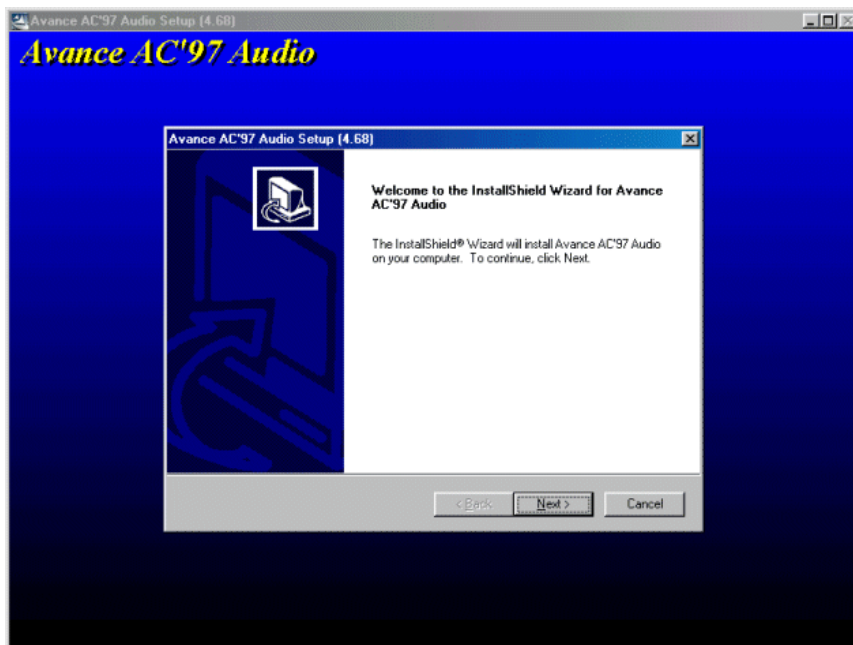 Avance AC'97 Audio Setup (4.68)
Avance AC'97 Audio
Avance AC'97 Audio Setup (4.68)
Welcome to the InstallShield Wizard for Avance
AC'97 Audio
The InstallShield® Wizard will install Avance AC'97 Audio
on your computer. To continue, click Next.
< Back Next > Cancel